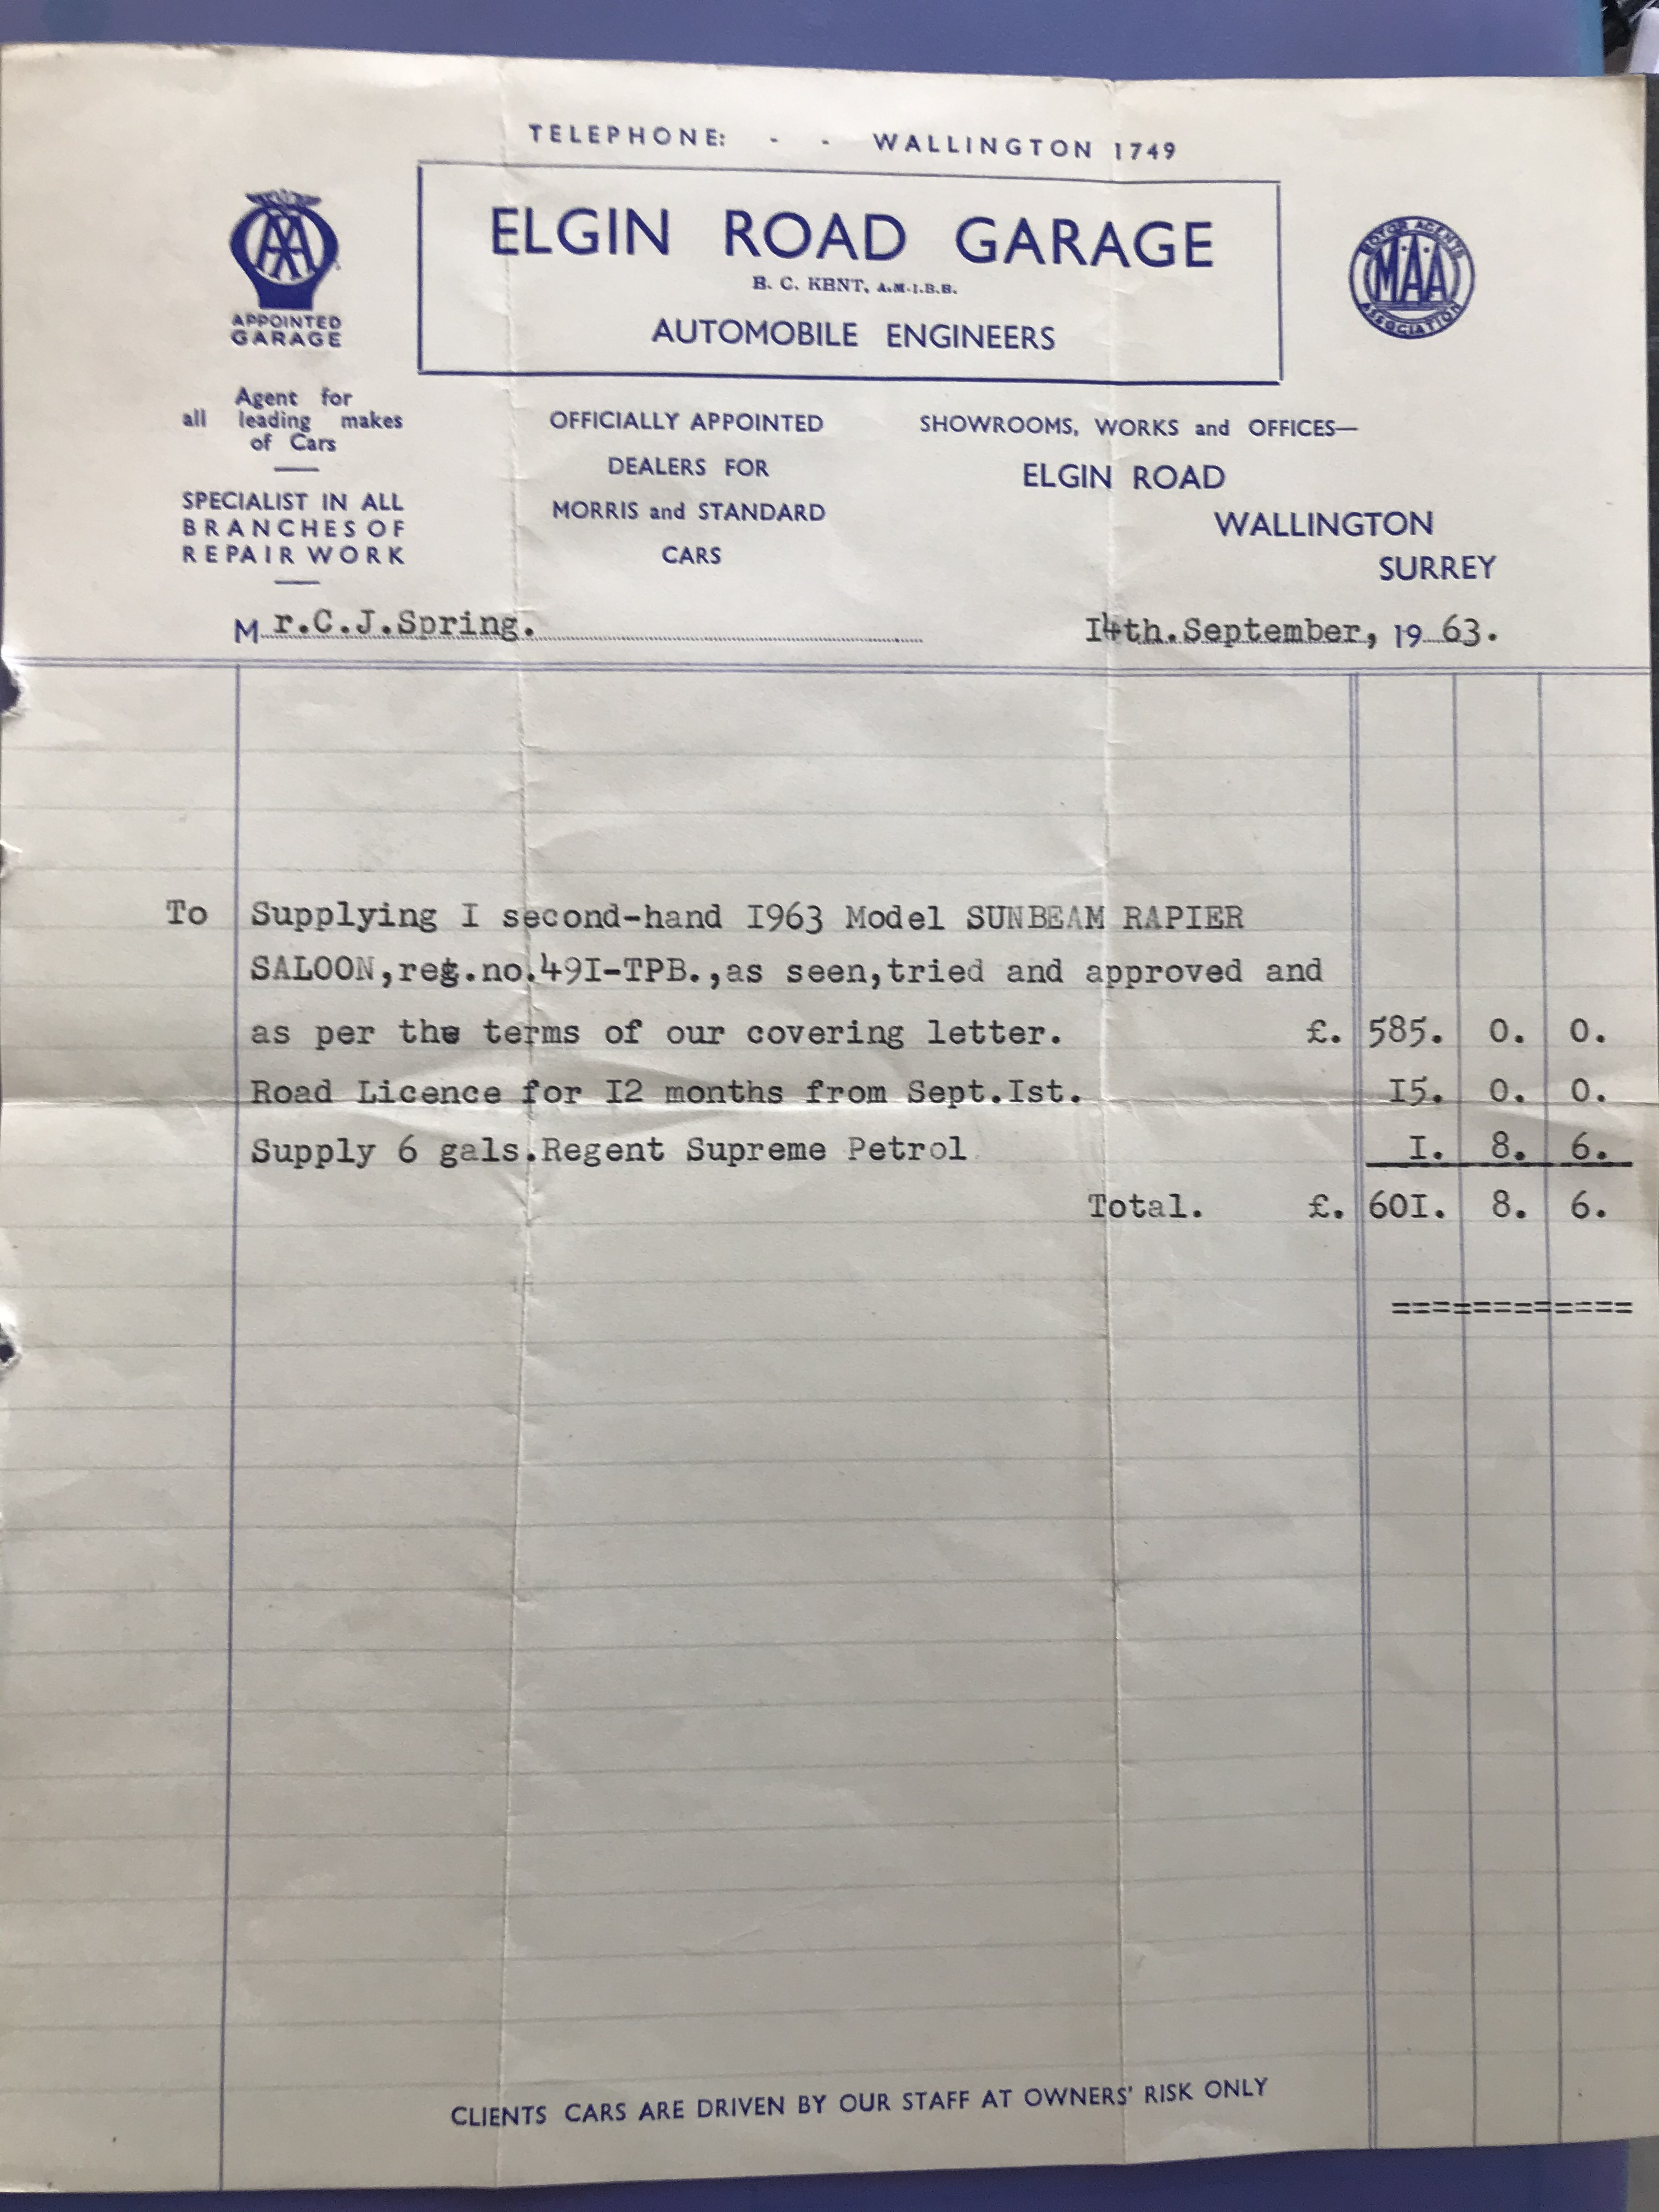 TELEPHONE: - - WALLINGTON 1749
AA
APPOINTED
GARAGE
ELGIN ROAD GARAGE
B. C. KENT, A.M.I.B.E.
AUTOMOBILE ENGINEERS
MOTOR AGENTS
M.A.A
ASSOCIATION
Agent for
all leading makes
of Cars
SPECIALIST IN ALL
BRANCHES OF
REPAIR WORK
OFFICIALLY APPOINTED
DEALERS FOR
MORRIS and STANDARD
CARS
SHOWROOMS, WORKS and OFFICES—
ELGIN ROAD
WALLINGTON
SURREY
Mr.C.J.Spring. I4th.September, 19 63.
To Supplying I second-hand I963 Model SUNBEAM RAPIER
SALOON,reg.no.49I-TPB.,as seen,tried and approved and
as per the terms of our covering letter. £. 585. 0. 0.
Road Licence for I2 months from Sept.Ist. I5. 0. 0.
Supply 6 gals.Regent Supreme Petrol I. 8. 6.
Total. £. 60I. 8. 6.
============
CLIENTS CARS ARE DRIVEN BY OUR STAFF AT OWNERS' RISK ONLY